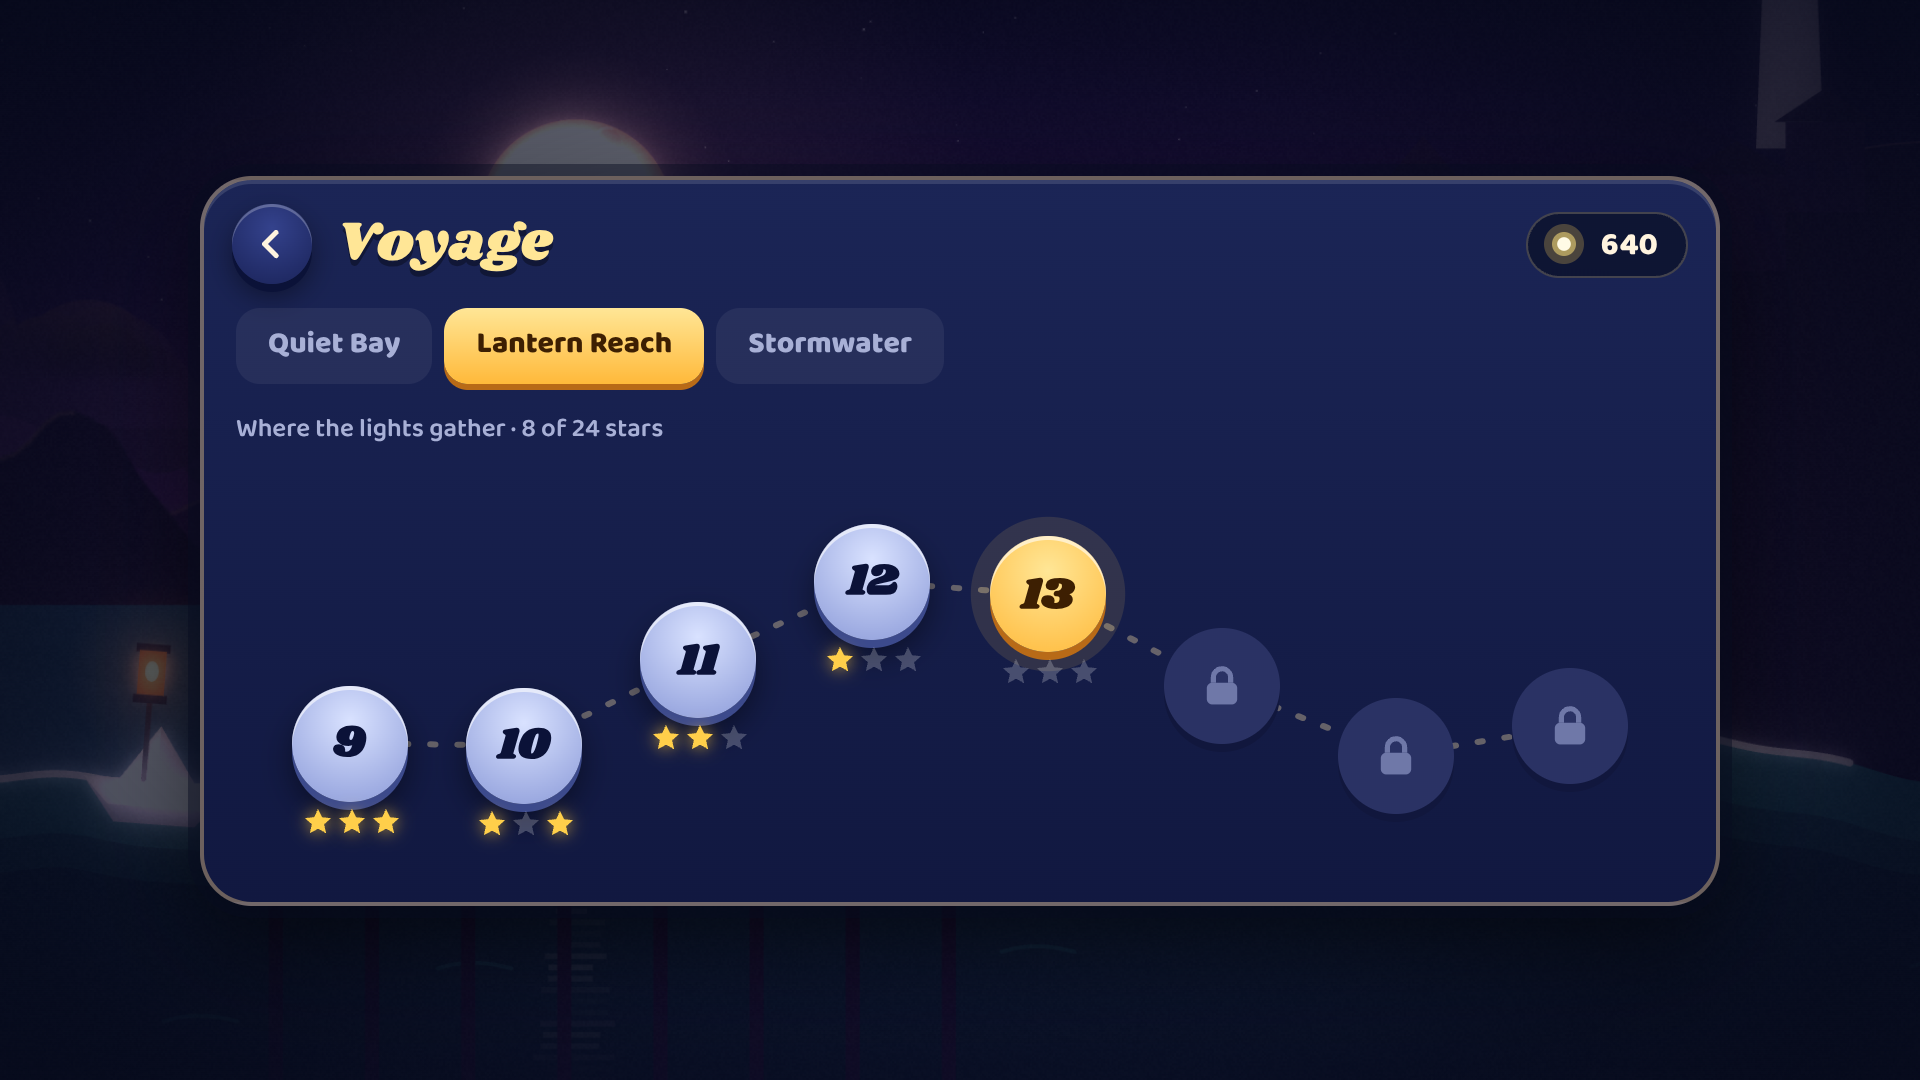 Voyage
640
Quiet Bay
Lantern Reach
Stormwater
Where the lights gather · 8 of 24 stars
9
10
11
12
13